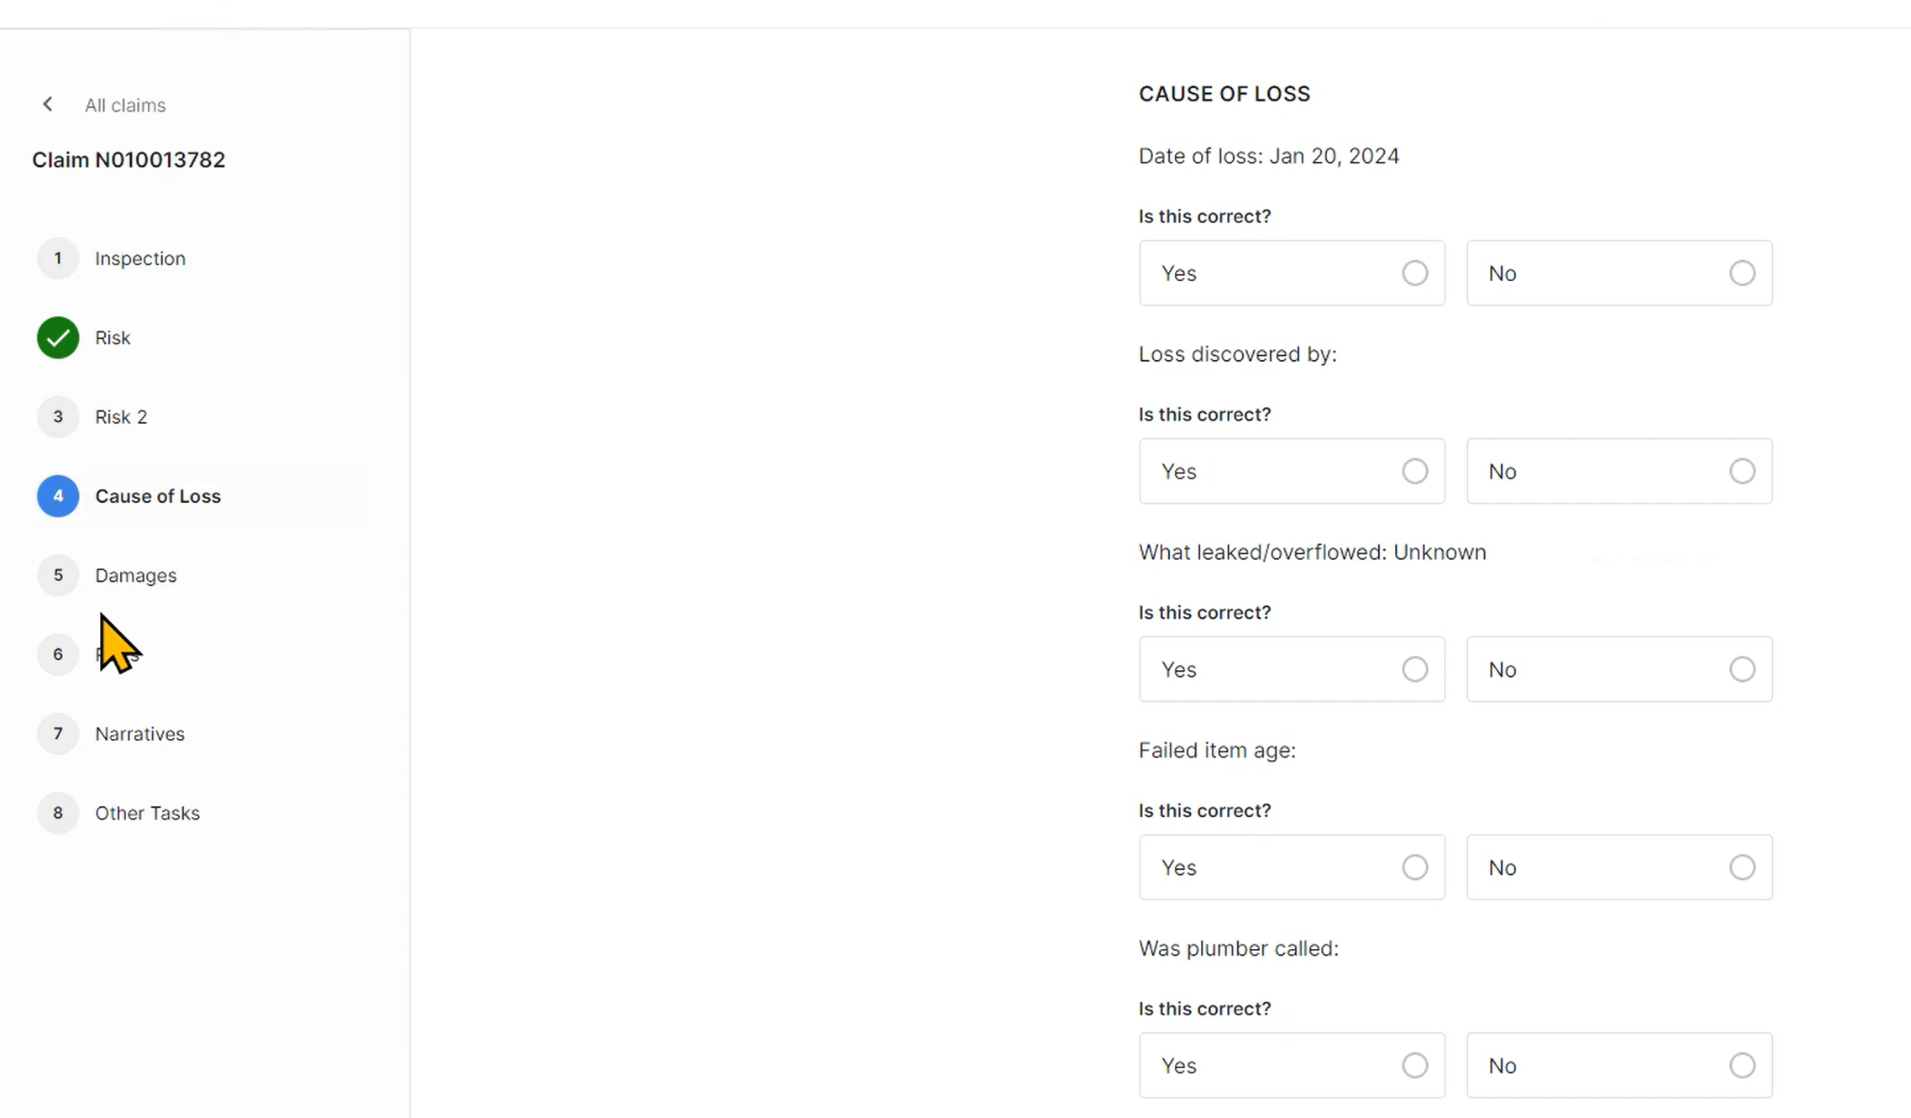 All claims
Claim N010013782
1 Inspection
Risk
3 Risk 2
4 Cause of Loss
5 Damages
6
7 Narratives
8 Other Tasks
CAUSE OF LOSS
Date of loss: Jan 20, 2024
Is this correct?
Yes No
Loss discovered by:
Is this correct?
Yes No
What leaked/overflowed: Unknown
Is this correct?
Yes No
Failed item age:
Is this correct?
Yes No
Was plumber called:
Is this correct?
Yes No